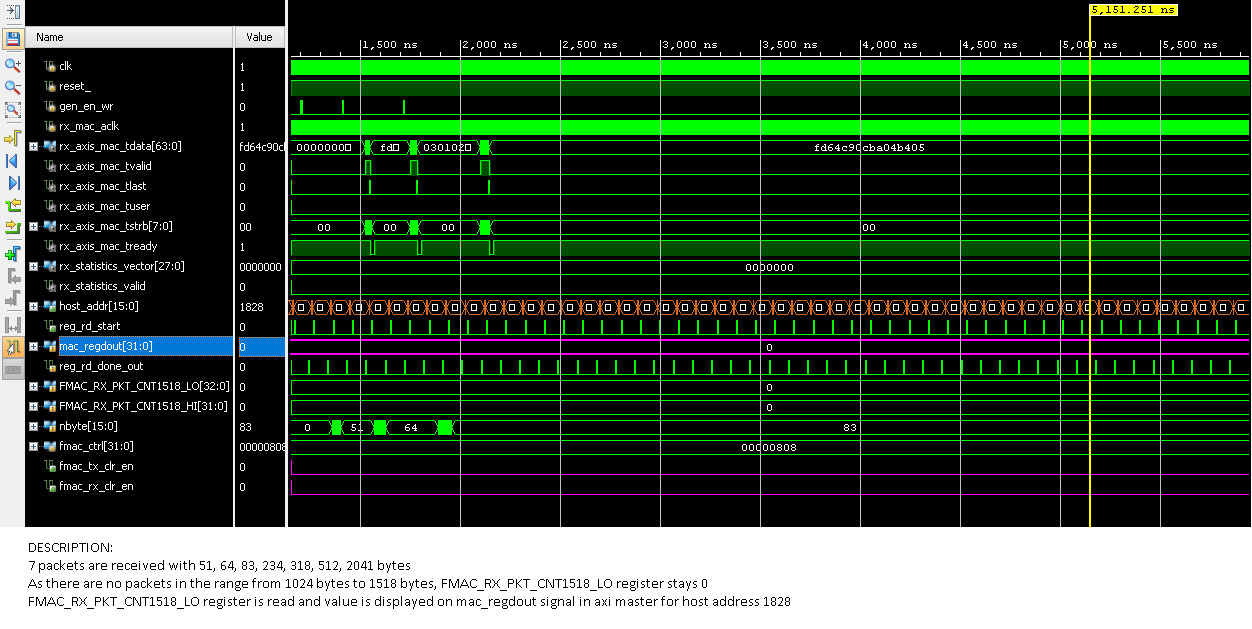 5,151.251 ns
Name Value
1,500 ns 2,000 ns 2,500 ns 3,000 ns 3,500 ns 4,000 ns 4,500 ns 5,000 ns 5,500 ns
clk 1
reset_ 1
gen_en_wr 0
rx_mac_aclk 1
rx_axis_mac_tdata[63:0] fd64c90cl 0000000 fd 030102 fd64c90cba04b405
rx_axis_mac_tvalid 0
rx_axis_mac_tlast 0
rx_axis_mac_tuser 0
rx_axis_mac_tstrb[7:0] 00 00 00 00 00
rx_axis_mac_tready 1
rx_statistics_vector[27:0] 0000000 0000000
rx_statistics_valid 0
host_addr[15:0] 1828
reg_rd_start 0
mac_regdout[31:0] 0 0
reg_rd_done_out 0
FMAC_RX_PKT_CNT1518_LO[32:0] 0 0
FMAC_RX_PKT_CNT1518_HI[31:0] 0 0
nbyte[15:0] 83 0 51 64 83
fmac_ctrl[31:0] 00000808 00000808
fmac_tx_clr_en 0
fmac_rx_clr_en 0
DESCRIPTION:
7 packets are received with 51, 64, 83, 234, 318, 512, 2041 bytes
As there are no packets in the range from 1024 bytes to 1518 bytes, FMAC_RX_PKT_CNT1518_LO register stays 0
FMAC_RX_PKT_CNT1518_LO register is read and value is displayed on mac_regdout signal in axi master for host address 1828